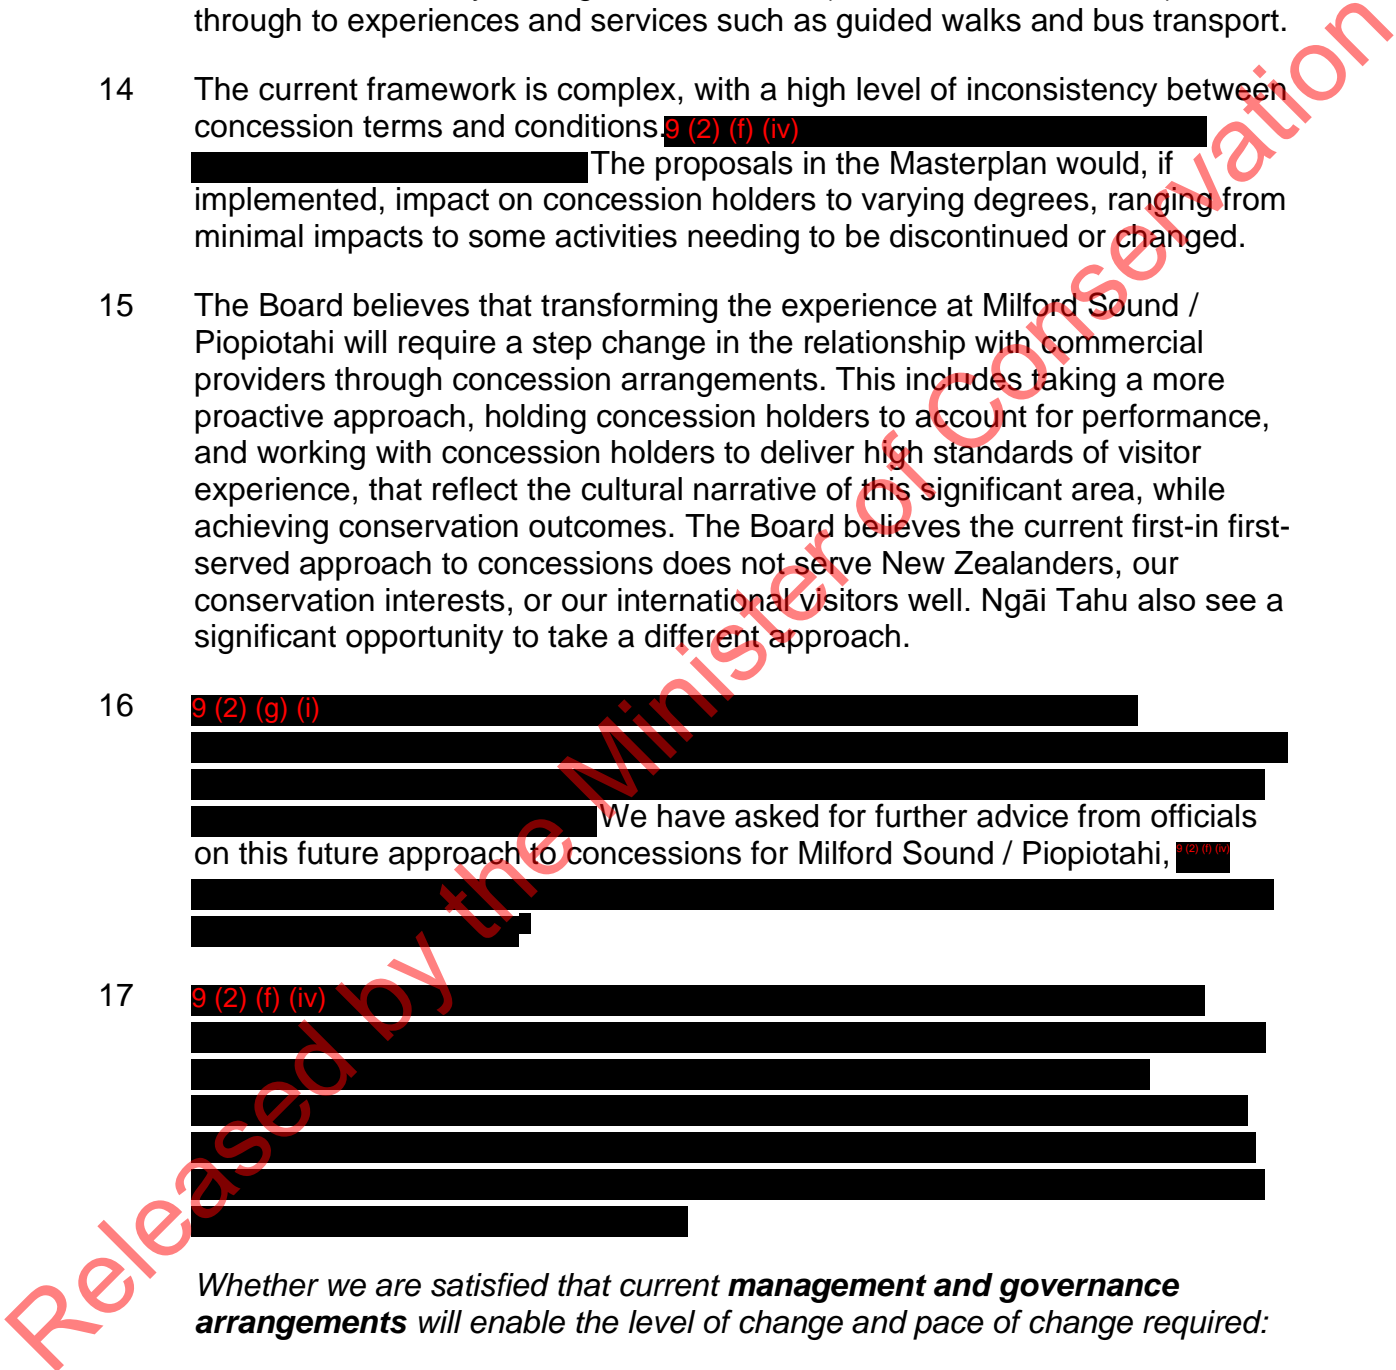 through to experiences and services such as guided walks and bus transport.
14 The current framework is complex, with a high level of inconsistency between
concession terms and conditions. 9 (2) (f) (iv)
The proposals in the Masterplan would, if
implemented, impact on concession holders to varying degrees, ranging from
minimal impacts to some activities needing to be discontinued or changed.
15 The Board believes that transforming the experience at Milford Sound /
Piopiotahi will require a step change in the relationship with commercial
providers through concession arrangements. This includes taking a more
proactive approach, holding concession holders to account for performance,
and working with concession holders to deliver high standards of visitor
experience, that reflect the cultural narrative of this significant area, while
achieving conservation outcomes. The Board believes the current first-in first-
served approach to concessions does not serve New Zealanders, our
conservation interests, or our international visitors well. Ngāi Tahu also see a
significant opportunity to take a different approach.
16 9 (2) (g) (i)
We have asked for further advice from officials
on this future approach to concessions for Milford Sound / Piopiotahi, 9 (2) (f) (iv)
17 9 (2) (f) (iv)
Whether we are satisfied that current management and governance
arrangements will enable the level of change and pace of change required:
Released by the Minister of Conservation